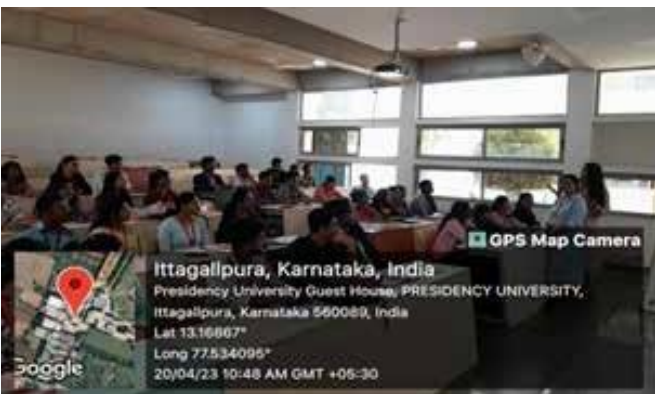 GPS Map Camera
Ittagallpura, Karnataka, India
Presidency University Guest House, PRESIDENCY UNIVERSITY,
Ittagallpura, Karnataka 560089, India
Lat 13.16667°
Long 77.534095°
20/04/23 10:48 AM GMT +05:30
Google